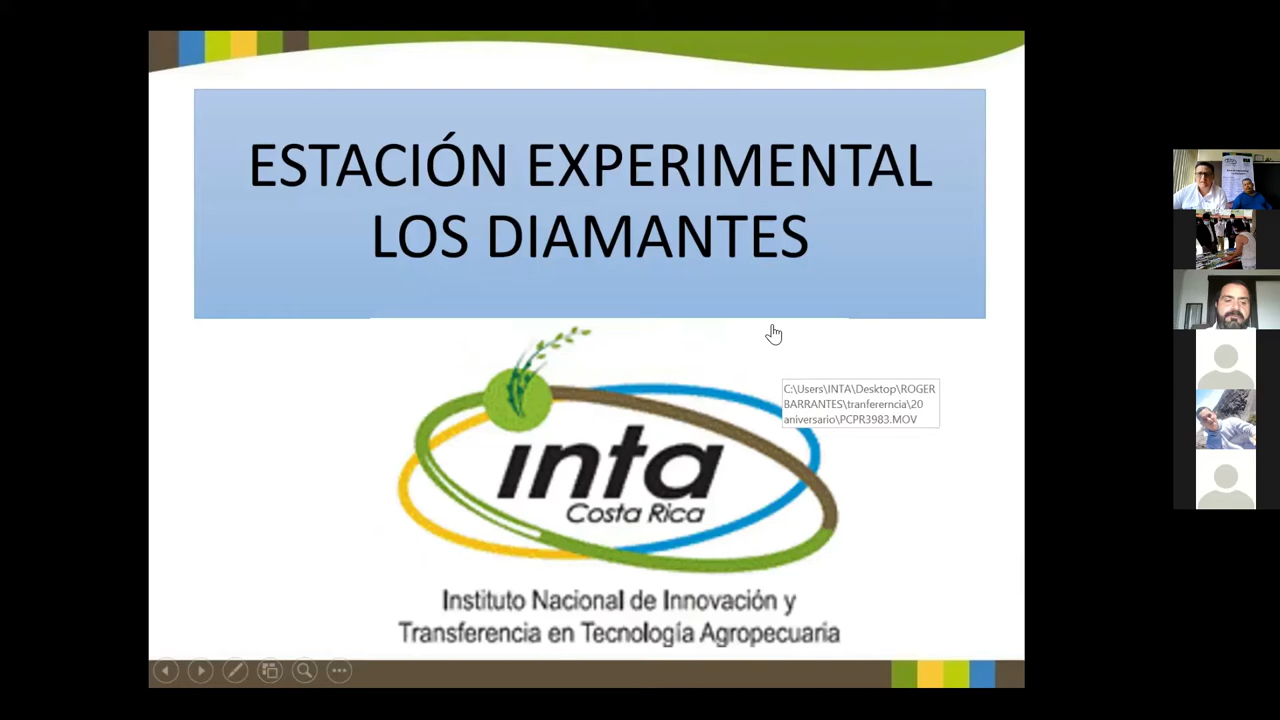 ESTACIÓN EXPERIMENTAL
LOS DIAMANTES
C:\Users\INTA\Desktop\ROGER
BARRANTES\tranfererncia\20
aniversario\PCPR3983.MOV
inta
Costa Rica
Instituto Nacional de Innovación y
Transferencia en Tecnología Agropecuaria